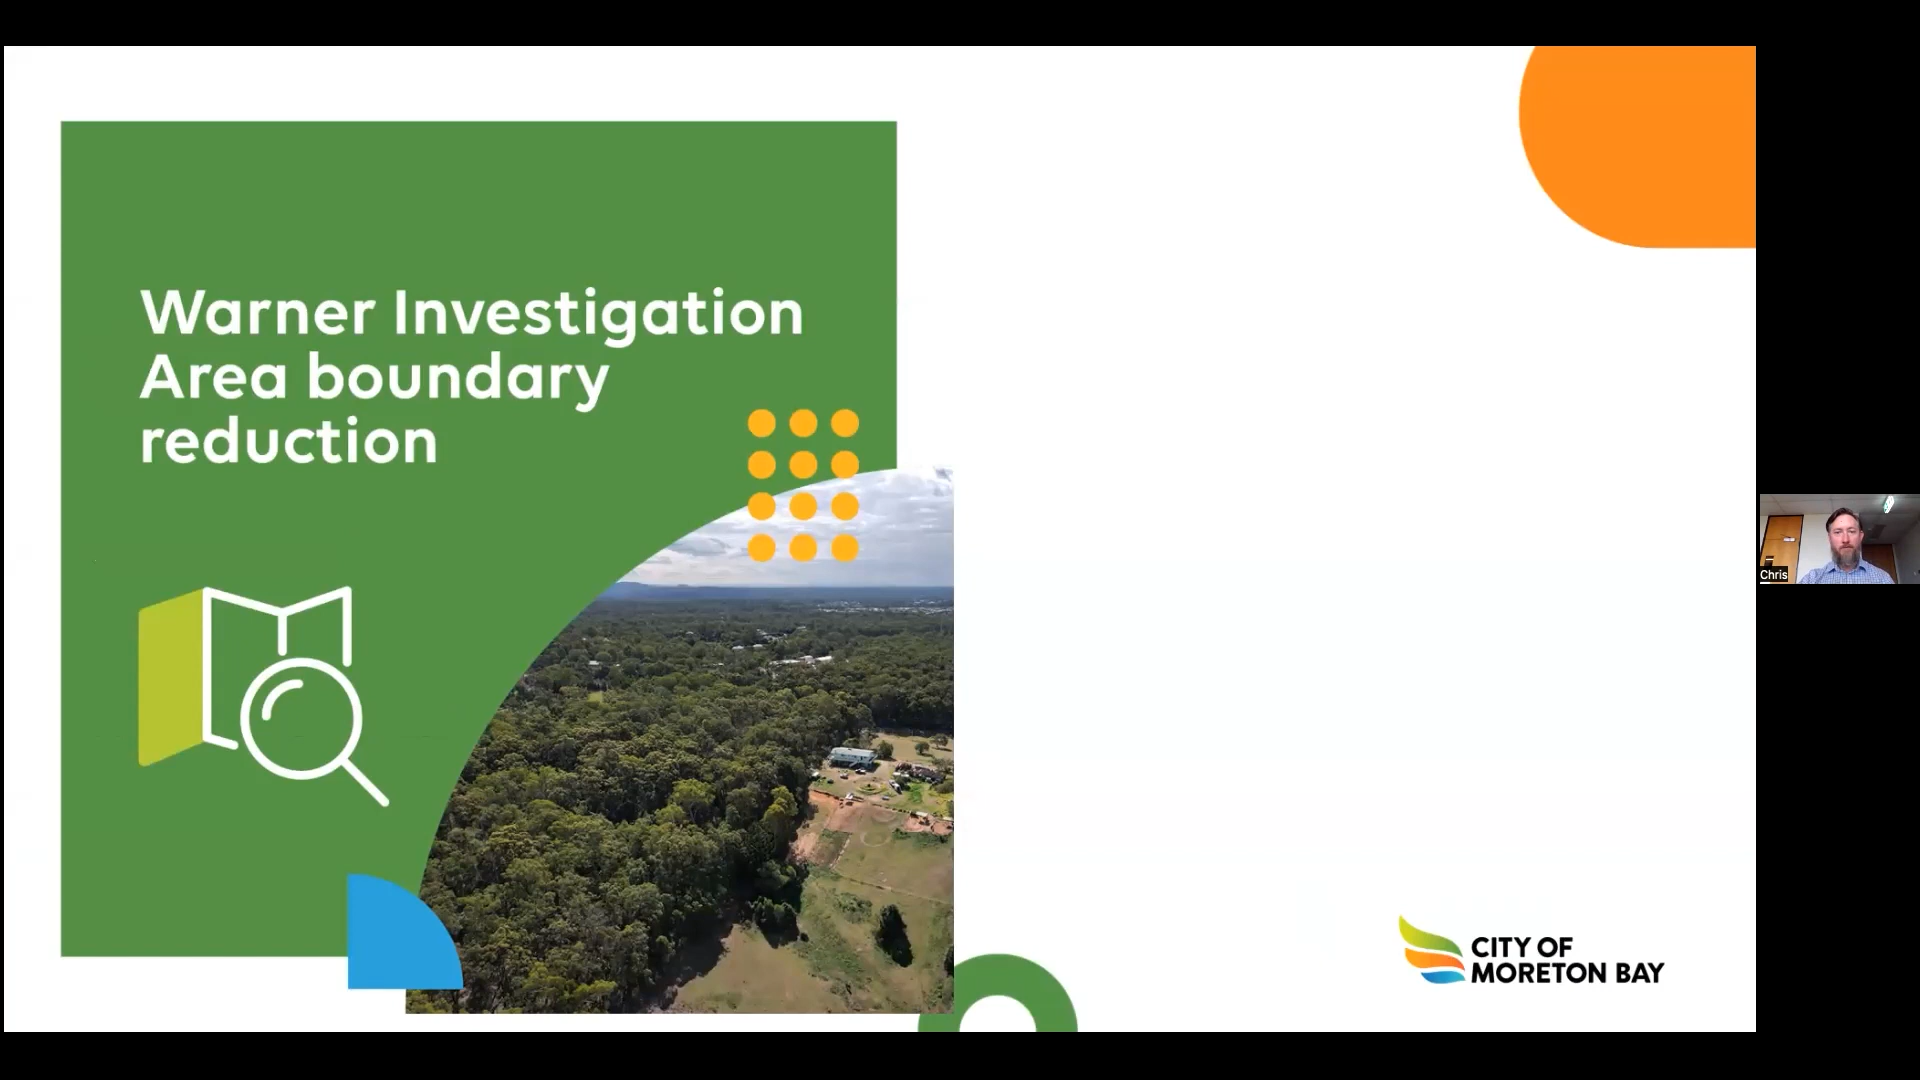 Warner Investigation
Area boundary
reduction
Chris
CITY OF
MORETON BAY